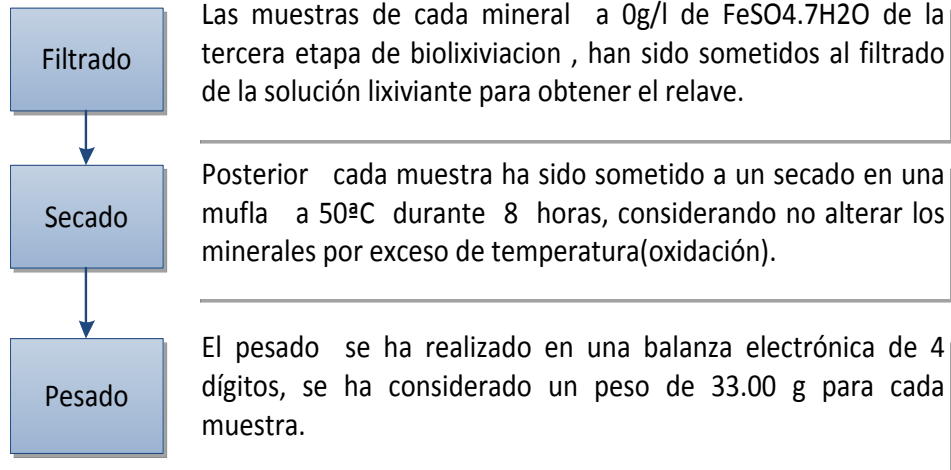 Filtrado
Las muestras de cada mineral a 0g/l de FeSO4.7H2O de la
tercera etapa de biolixiviacion , han sido sometidos al filtrado
de la solución lixiviante para obtener el relave.
Secado
Posterior cada muestra ha sido sometido a un secado en una
mufla a 50ªC durante 8 horas, considerando no alterar los
minerales por exceso de temperatura(oxidación).
Pesado
El pesado se ha realizado en una balanza electrónica de 4
dígitos, se ha considerado un peso de 33.00 g para cada
muestra.